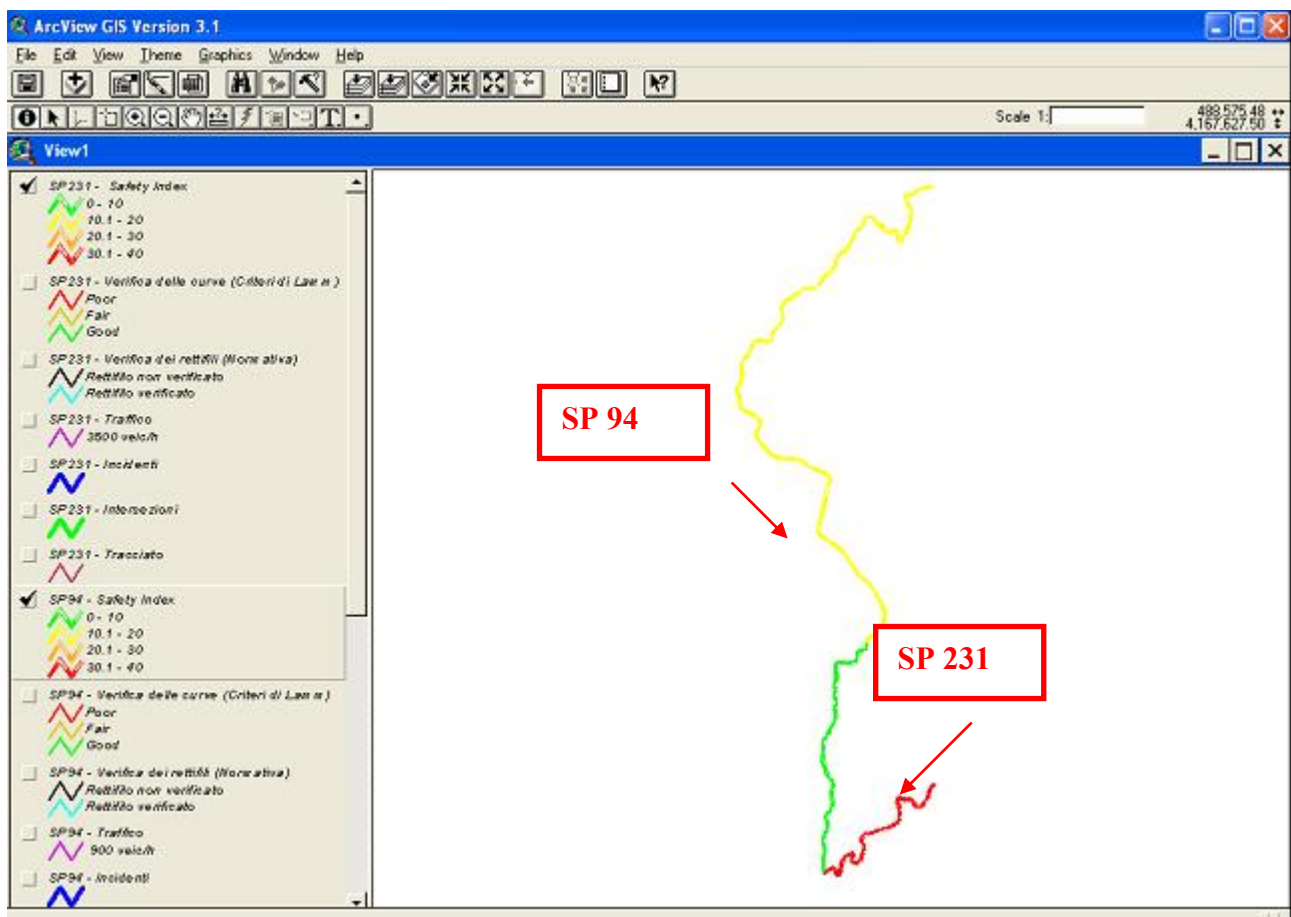 ArcView GIS Version 3.1
File Edit View Theme Graphics Window Help
Scale 1:
488,575.48
4,167,627.50
View1
SP231 - Safety Index
0 - 10
10.1 - 20
20.1 - 30
30.1 - 40
SP231 - Verifica delle curve (Criteri di Lamm)
Poor
Fair
Good
SP231 - Verifica dei rettifili (Normativa)
Rettifilo non verificato
Rettifilo verificato
SP231 - Traffico
3500 veic/h
SP231 - Incidenti
SP231 - Intersezioni
SP231 - Tracciato
SP94 - Safety Index
0 - 10
10.1 - 20
20.1 - 30
30.1 - 40
SP94 - Verifica delle curve (Criteri di Lamm)
Poor
Fair
Good
SP94 - Verifica dei rettifili (Normativa)
Rettifilo non verificato
Rettifilo verificato
SP94 - Traffico
900 veic/h
SP94 - Incidenti
SP 94
SP 231